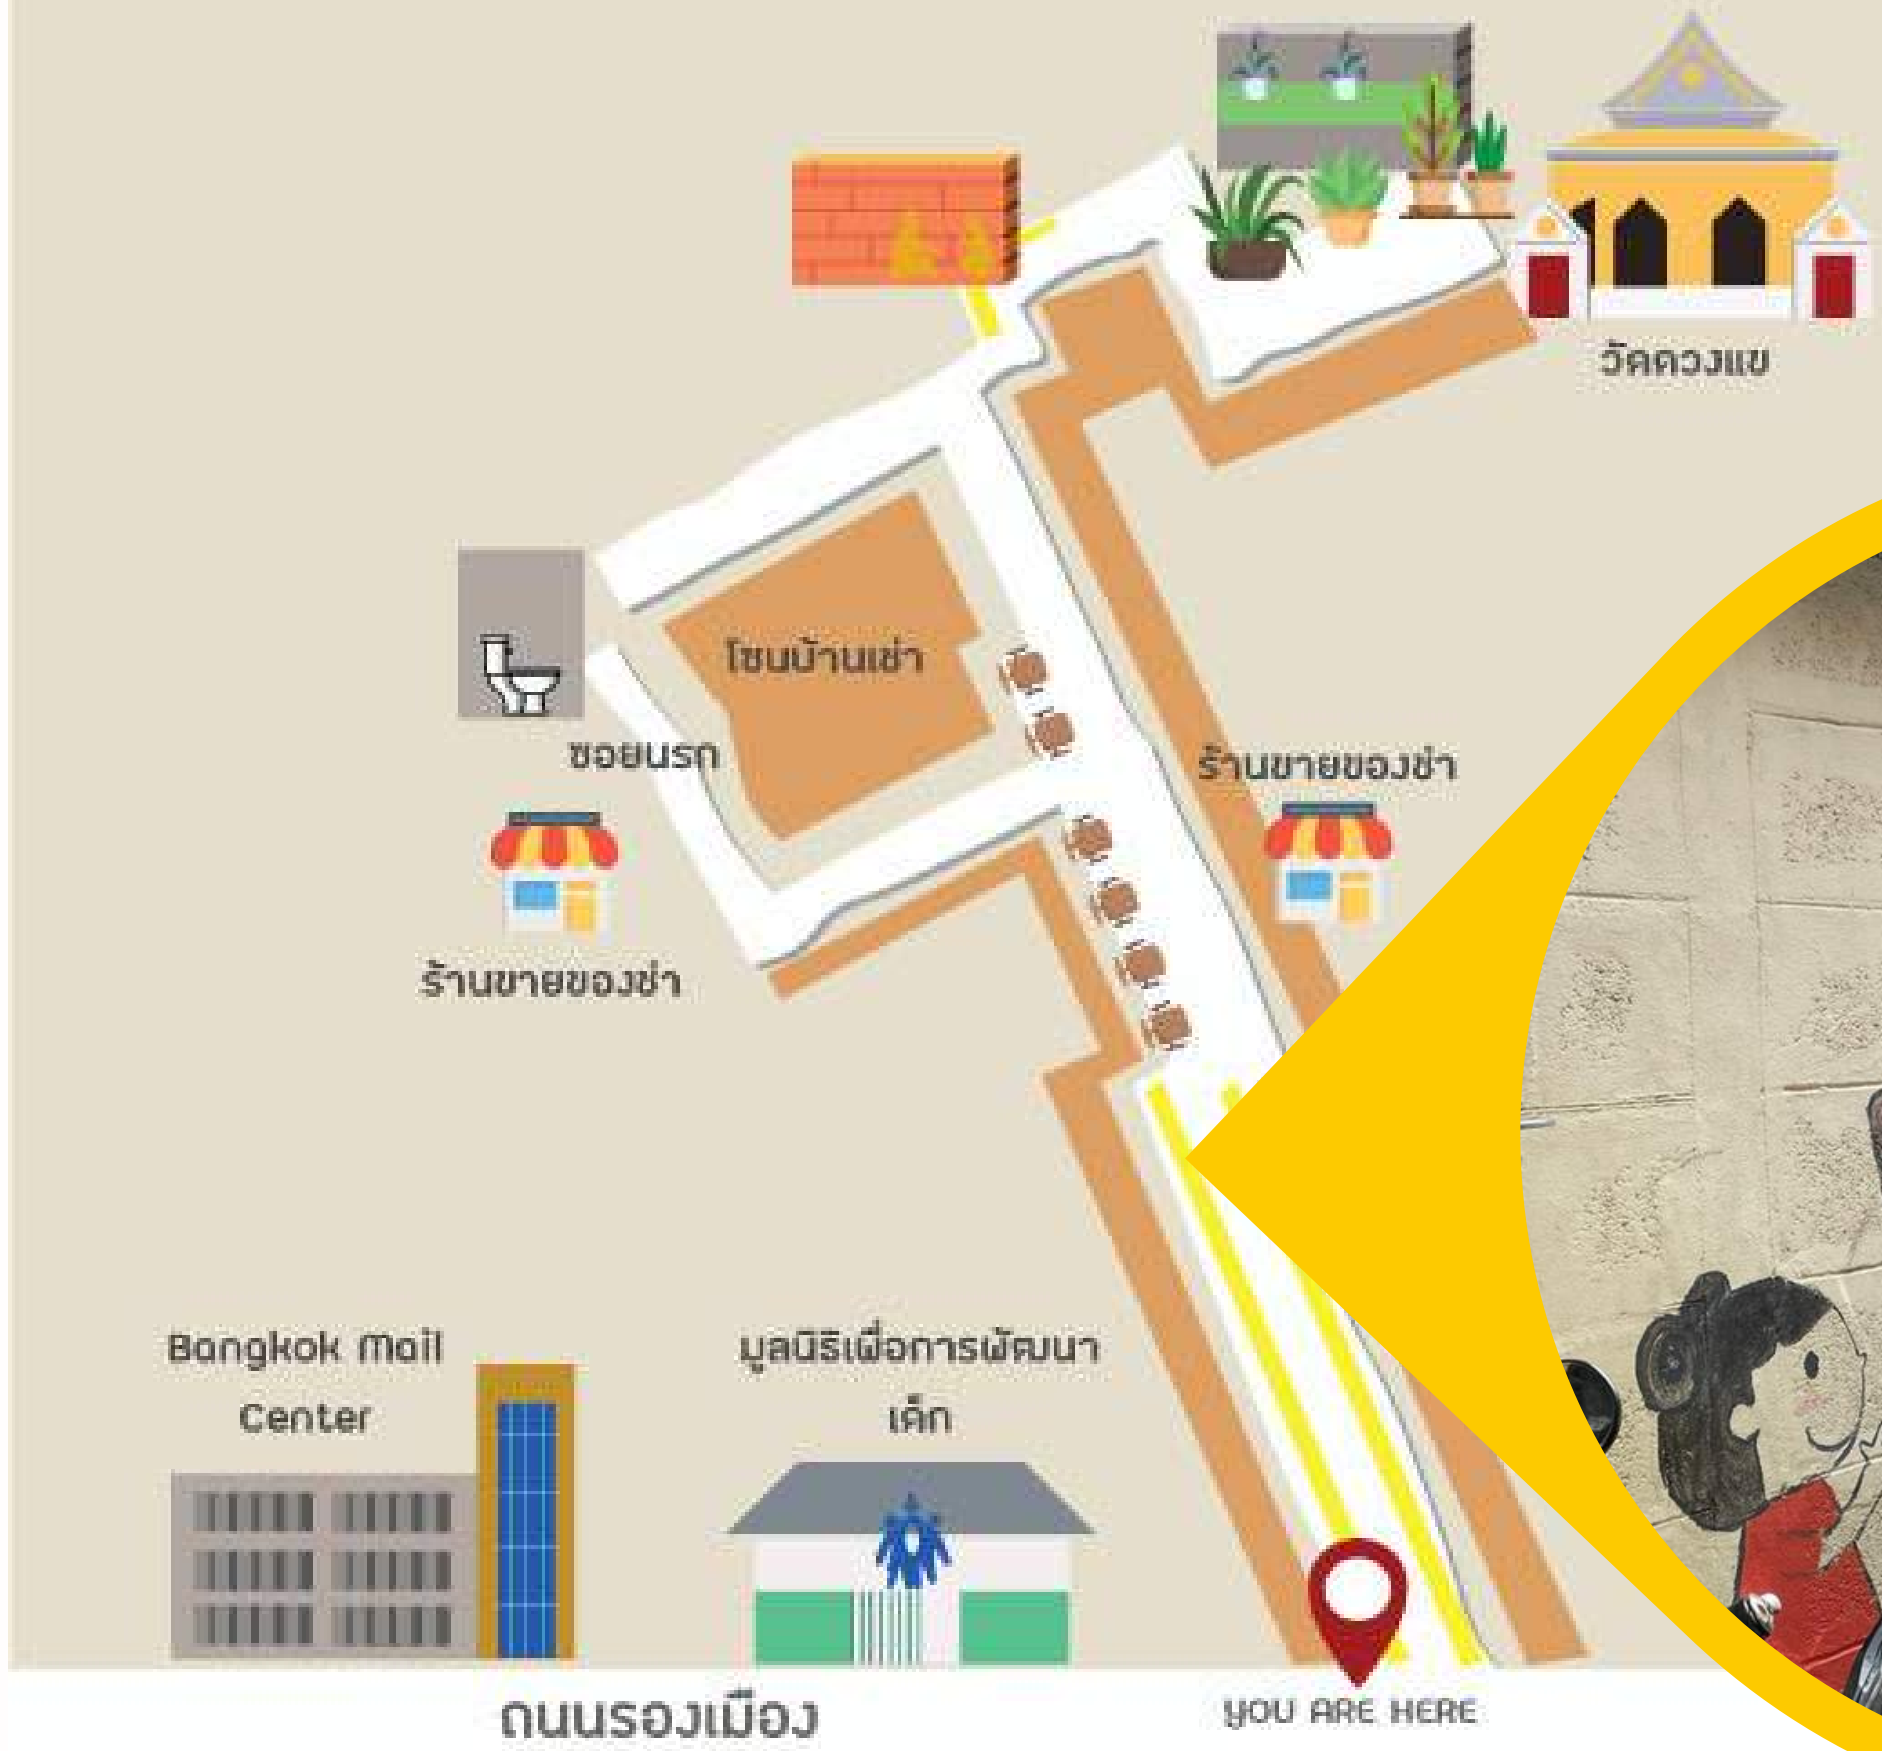 วัดดวงแข
โซนบ้านเช่า
ซอยนรก
ร้านขายของชำ
ร้านขายของชำ
Bangkok Mail
Center
มูลนิธิเพื่อการพัฒนา
เด็ก
ถนนรองเมือง
YOU ARE HERE